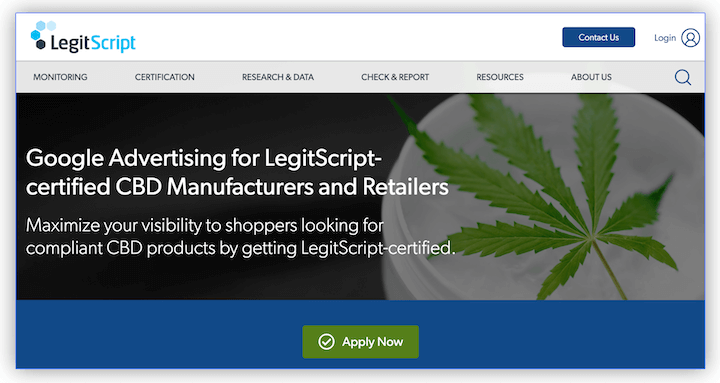 LegitScript
Contact Us
Login
MONITORING
CERTIFICATION
RESEARCH & DATA
CHECK & REPORT
RESOURCES
ABOUT US
Google Advertising for LegitScript-
certified CBD Manufacturers and Retailers
Maximize your visibility to shoppers looking for
compliant CBD products by getting LegitScript-certified.
Apply Now